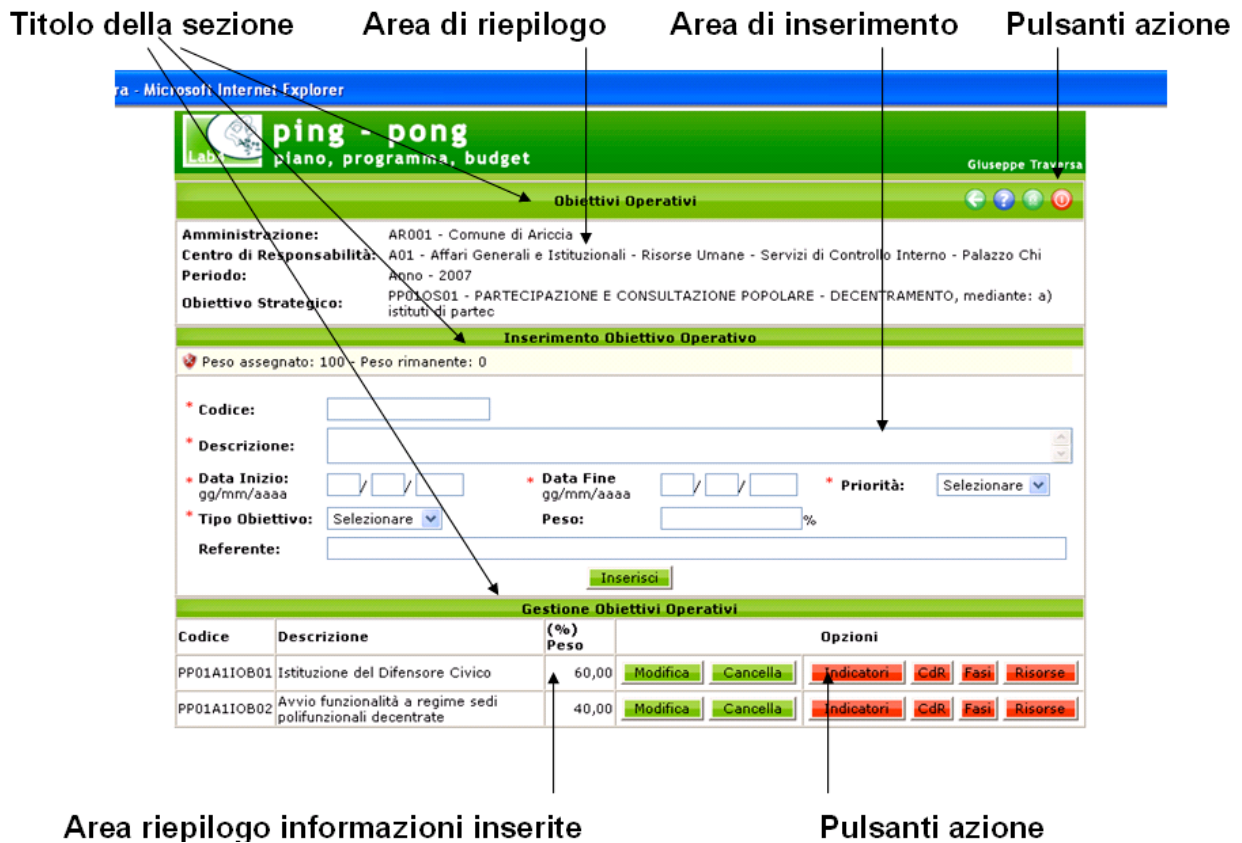 Titolo della sezione Area di riepilogo Area di inserimento Pulsanti azione
ra - Microsoft Internet Explorer
Lab
ping - pong
piano, programma, budget
Giuseppe Traversa
Obiettivi Operativi
Amministrazione: AR001 - Comune di Ariccia
Centro di Responsabilità: A01 - Affari Generali e Istituzionali - Risorse Umane - Servizi di Controllo Interno - Palazzo Chi
Periodo: Anno - 2007
Obiettivo Strategico: PP01OS01 - PARTECIPAZIONE E CONSULTAZIONE POPOLARE - DECENTRAMENTO, mediante: a)
istituti di partec
Inserimento Obiettivo Operativo
Peso assegnato: 100 - Peso rimanente: 0
* Codice:
* Descrizione:
* Data Inizio: / / * Data Fine / / * Priorità: Selezionare
gg/mm/aaaa gg/mm/aaaa
* Tipo Obiettivo: Selezionare Peso: %
Referente:
Inserisci
Gestione Obiettivi Operativi
Codice Descrizione (%) Peso Opzioni
PP01A1IOB01 Istituzione del Difensore Civico 60,00 Modifica Cancella Indicatori CdR Fasi Risorse
PP01A1IOB02 Avvio funzionalità a regime sedi polifunzionali decentrate 40,00 Modifica Cancella Indicatori CdR Fasi Risorse
Area riepilogo informazioni inserite Pulsanti azione